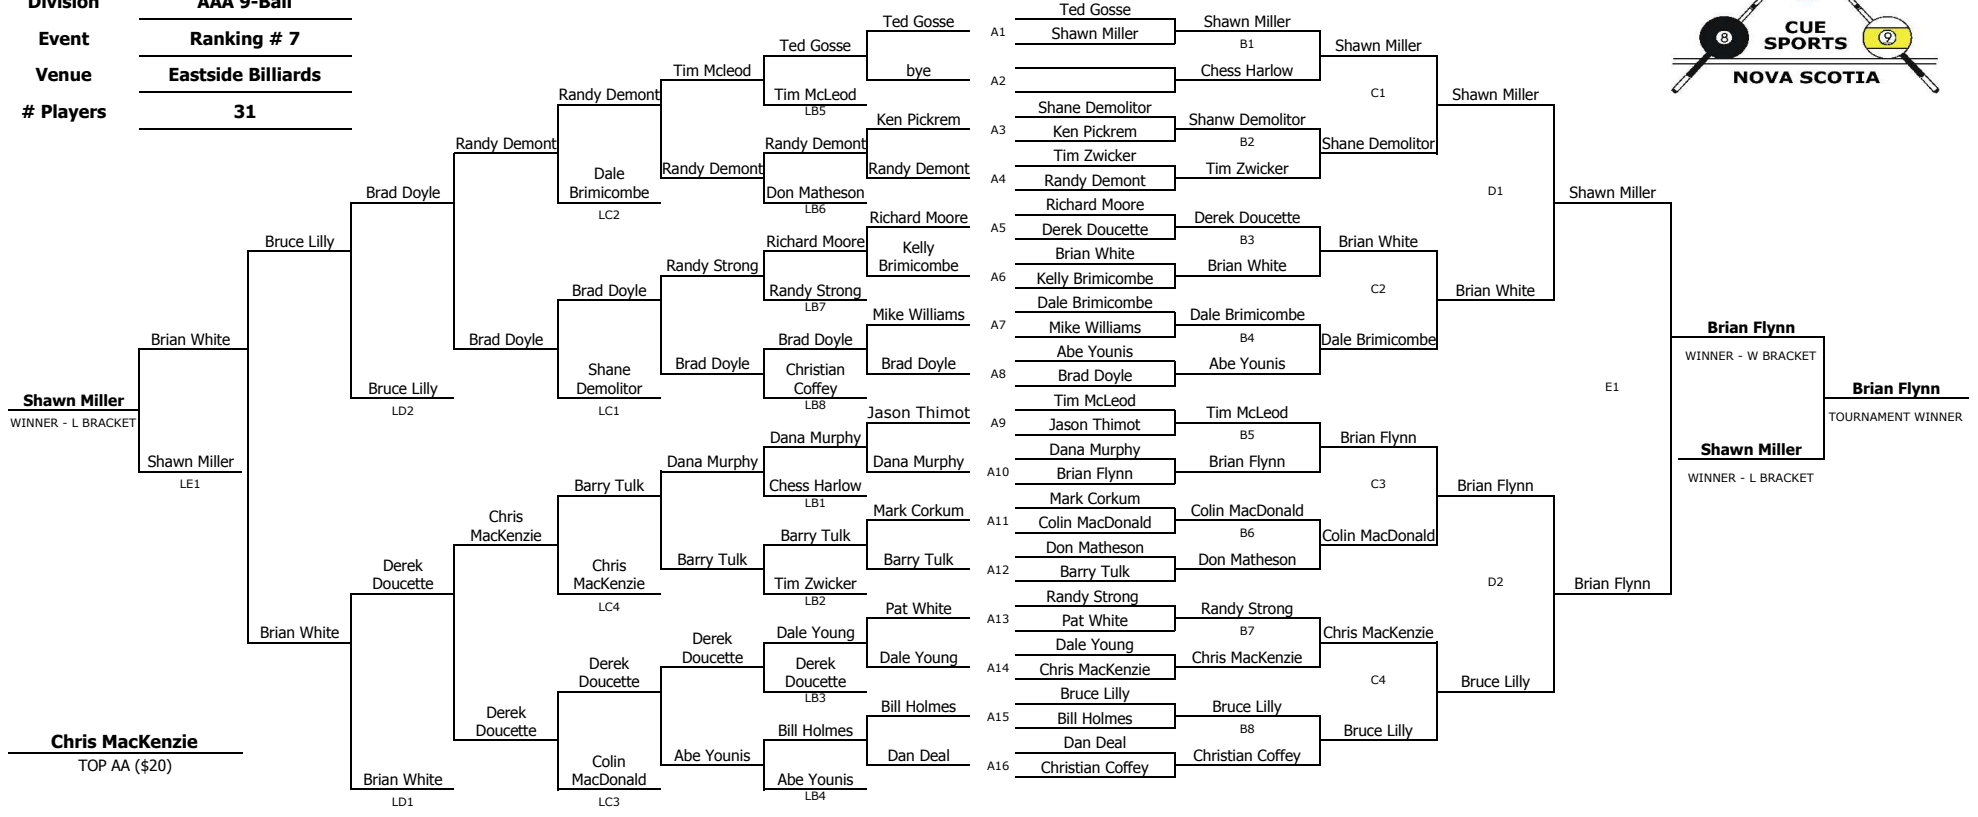 Division AAA 9-Ball
Event Ranking # 7
Venue Eastside Billiards
# Players 31
8
9
CUE
SPORTS
NOVA SCOTIA
Shawn Miller
WINNER - L BRACKET
Chris MacKenzie
TOP AA ($20)
Brian White
Shawn Miller
LE1
Bruce Lilly
Brian White
Brad Doyle
Bruce Lilly
LD2
Derek
Doucette
Brian White
LD1
Randy Demont
Brad Doyle
Chris
MacKenzie
Derek
Doucette
Randy Demont
Dale
Brimicombe
LC2
Brad Doyle
Shane
Demolitor
LC1
Barry Tulk
Chris
MacKenzie
LC4
Derek
Doucette
Colin
MacDonald
LC3
Tim Mcleod
Randy Demont
Randy Strong
Brad Doyle
Dana Murphy
Barry Tulk
Derek
Doucette
Abe Younis
Ted Gosse
Tim McLeod
LB5
Randy Demont
Don Matheson
LB6
Richard Moore
Randy Strong
LB7
Brad Doyle
Christian
Coffey
LB8
Dana Murphy
Chess Harlow
LB1
Barry Tulk
Tim Zwicker
LB2
Dale Young
Derek
Doucette
LB3
Bill Holmes
Abe Younis
LB4
Ted Gosse
bye
Ken Pickrem
Randy Demont
Richard Moore
Kelly
Brimicombe
Mike Williams
Brad Doyle
Jason Thimot
Dana Murphy
Mark Corkum
Barry Tulk
Pat White
Dale Young
Bill Holmes
Dan Deal
A1
A2
A3
A4
A5
A6
A7
A8
A9
A10
A11
A12
A13
A14
A15
A16
Ted Gosse
Shawn Miller
Shane Demolitor
Ken Pickrem
Tim Zwicker
Randy Demont
Richard Moore
Derek Doucette
Brian White
Kelly Brimicombe
Dale Brimicombe
Mike Williams
Abe Younis
Brad Doyle
Tim McLeod
Jason Thimot
Dana Murphy
Brian Flynn
Mark Corkum
Colin MacDonald
Don Matheson
Barry Tulk
Randy Strong
Pat White
Dale Young
Chris MacKenzie
Bruce Lilly
Bill Holmes
Dan Deal
Christian Coffey
Shawn Miller
B1
Chess Harlow
Shanw Demolitor
B2
Tim Zwicker
Derek Doucette
B3
Brian White
Dale Brimicombe
B4
Abe Younis
Tim McLeod
B5
Brian Flynn
Colin MacDonald
B6
Don Matheson
Randy Strong
B7
Chris MacKenzie
Bruce Lilly
B8
Christian Coffey
Shawn Miller
C1
Shane Demolitor
Brian White
C2
Dale Brimicombe
Brian Flynn
C3
Colin MacDonald
Chris MacKenzie
C4
Bruce Lilly
Shawn Miller
D1
Brian White
Brian Flynn
D2
Bruce Lilly
Shawn Miller
E1
Brian Flynn
Brian Flynn
WINNER - W BRACKET
Shawn Miller
WINNER - L BRACKET
Brian Flynn
TOURNAMENT WINNER